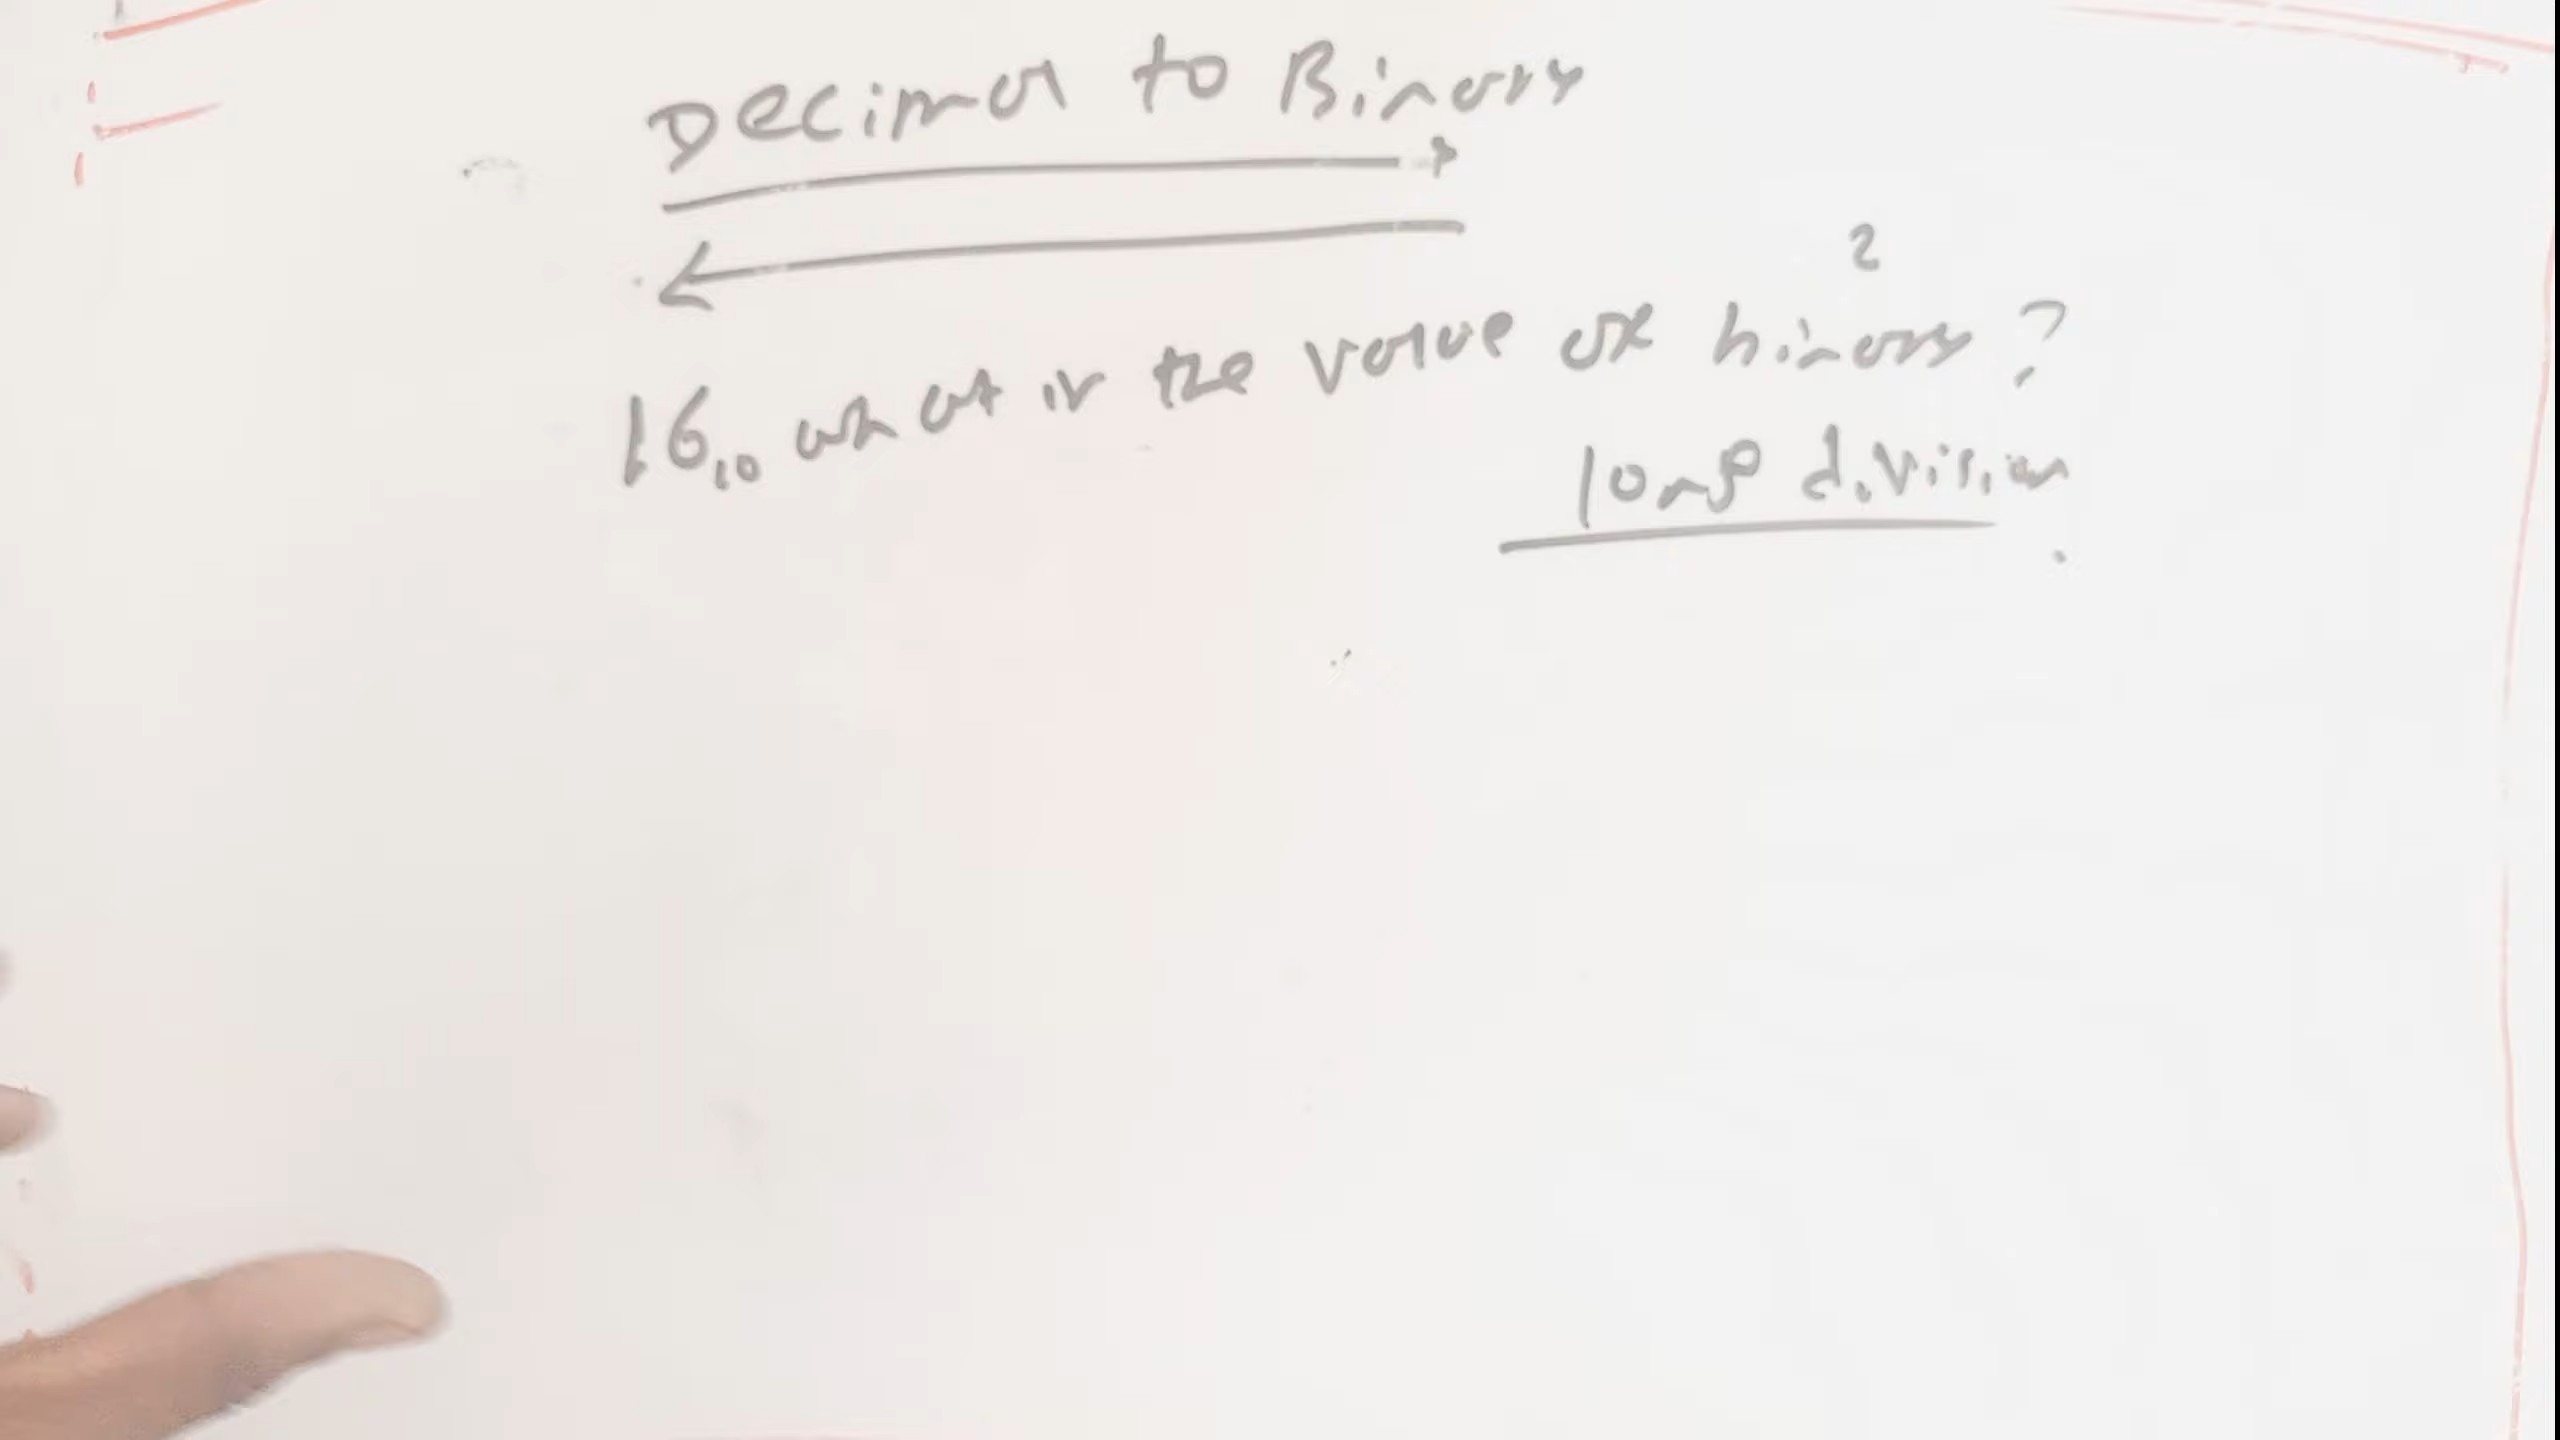 Decimal to Binary
2
16₁₀ what is the value of binary?
long division